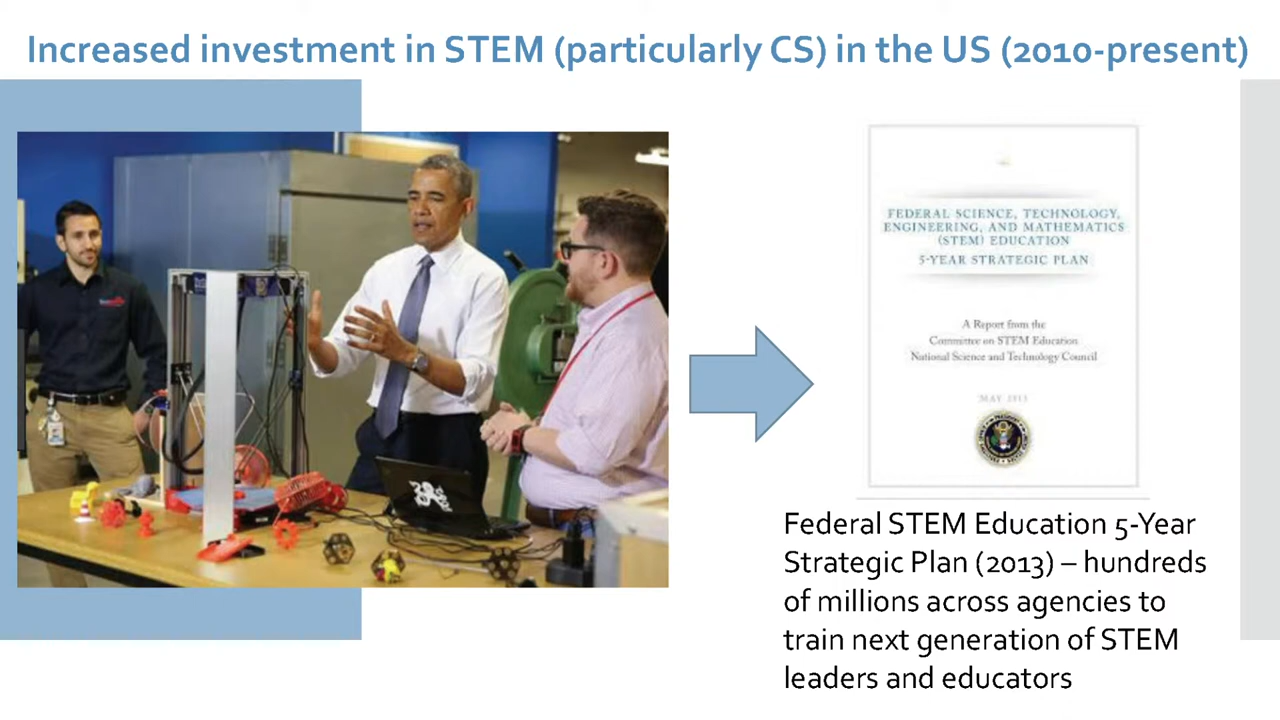 Increased investment in STEM (particularly CS) in the US (2010-present)
FEDERAL SCIENCE, TECHNOLOGY,
ENGINEERING, AND MATHEMATICS
(STEM) EDUCATION
5-YEAR STRATEGIC PLAN
A Report from the
Committee on STEM Education
National Science and Technology Council
MAY 2013
Federal STEM Education 5-Year
Strategic Plan (2013) – hundreds
of millions across agencies to
train next generation of STEM
leaders and educators